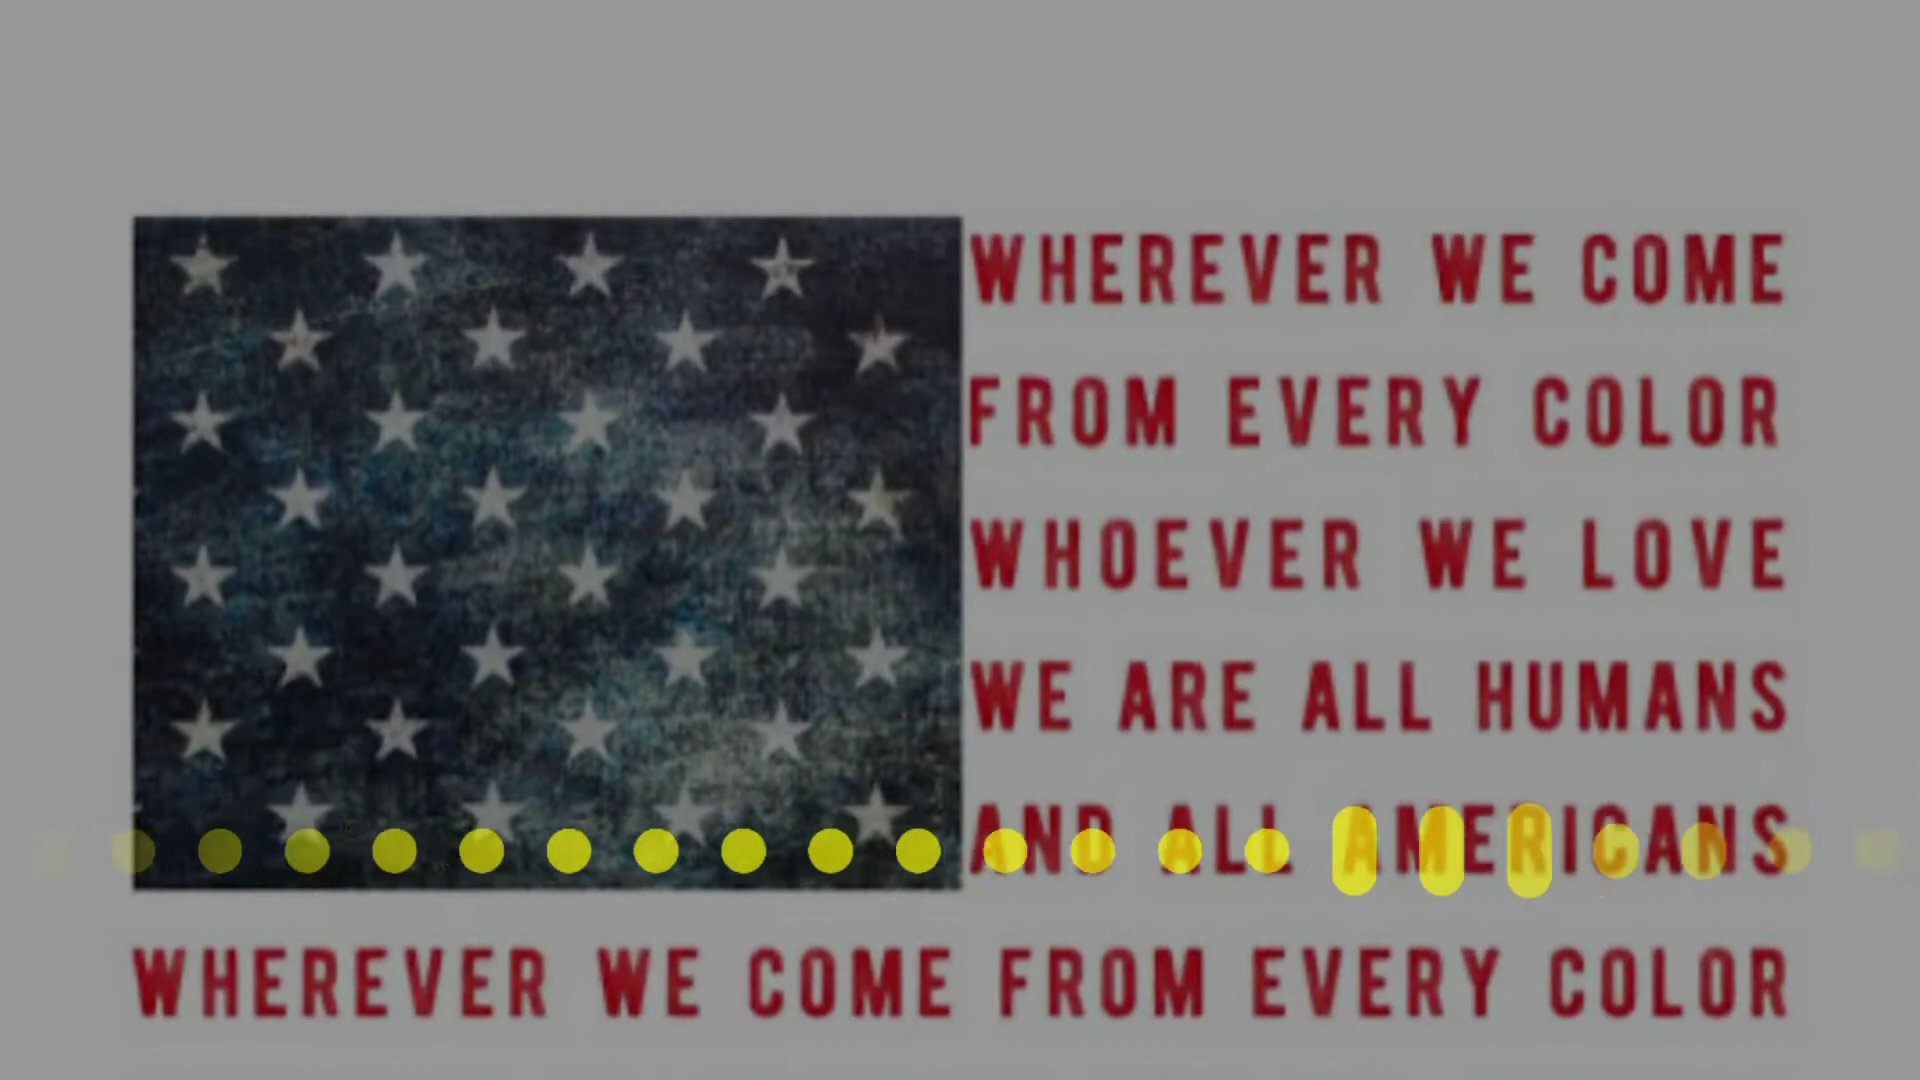 WHEREVER WE COME
FROM EVERY COLOR
WHOEVER WE LOVE
WE ARE ALL HUMANS
AND ALL AMERICANS
WHEREVER WE COME FROM EVERY COLOR